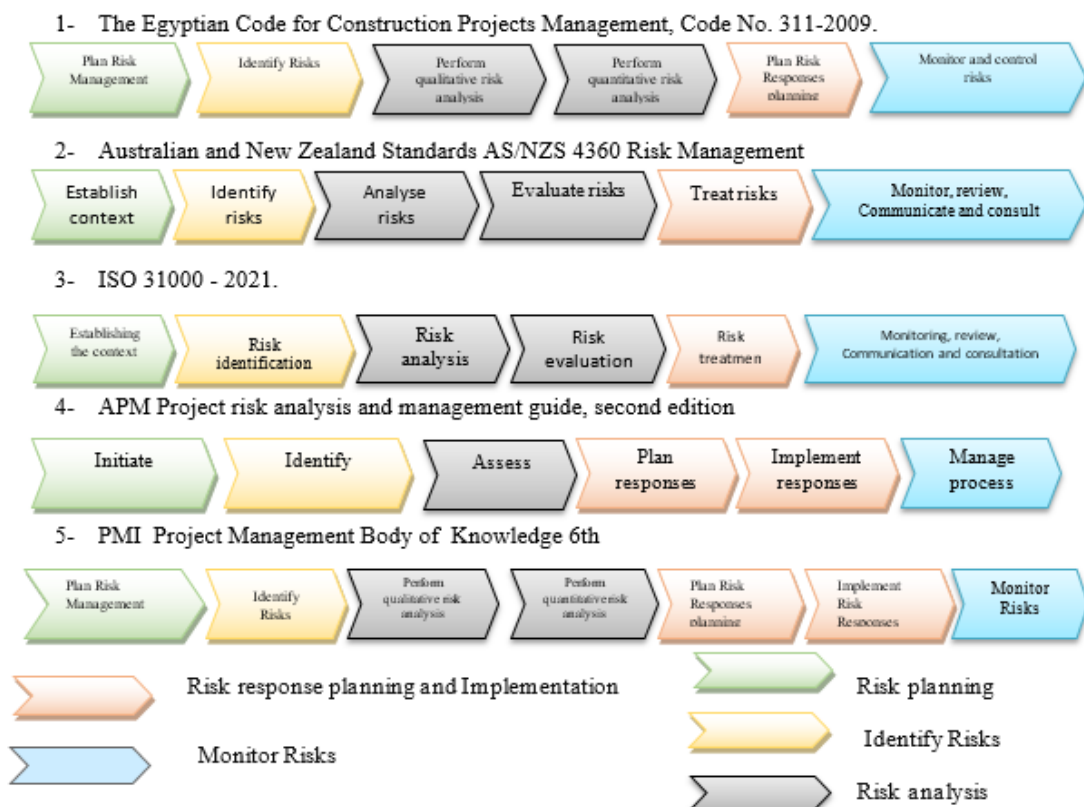 1- The Egyptian Code for Construction Projects Management, Code No. 311-2009.
Plan Risk
Management
Identify Risks
Perform
qualitative risk
analysis
Perform
quantitative risk
analysis
Plan Risk
Responses
planning
Monitor and control
risks
2- Australian and New Zealand Standards AS/NZS 4360 Risk Management
Establish
context
Identify
risks
Analyse
risks
Evaluate risks
Treat risks
Monitor, review,
Communicate and consult
3- ISO 31000 - 2021.
Establishing
the context
Risk
identification
Risk
analysis
Risk
evaluation
Risk
treatmen
Monitoring, review,
Communication and consultation
4- APM Project risk analysis and management guide, second edition
Initiate
Identify
Assess
Plan
responses
Implement
responses
Manage
process
5- PMI Project Management Body of Knowledge 6th
Plan Risk
Management
Identify
Risks
Perform
qualitative risk
analysis
Perform
quantitative risk
analysis
Plan Risk
Responses
planning
Implement
Risk
Responses
Monitor
Risks
Risk response planning and Implementation
Risk planning
Monitor Risks
Identify Risks
Risk analysis